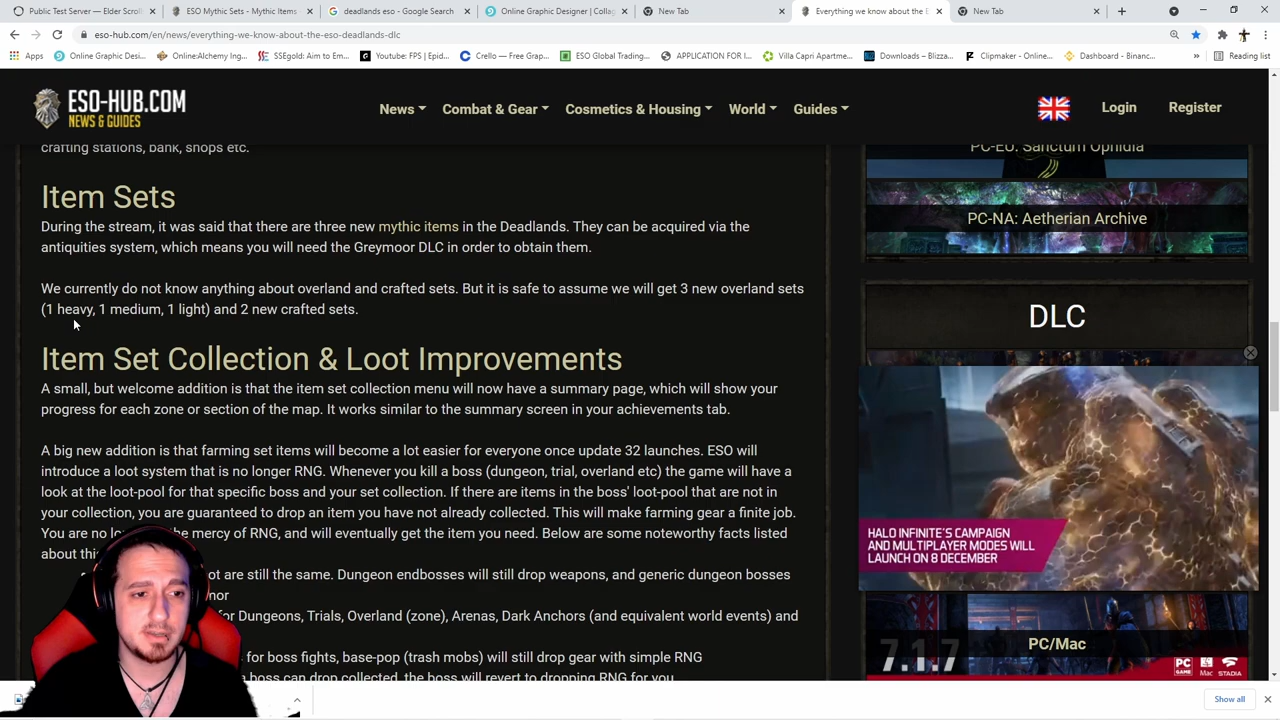 Public Test Server — Elder Scroll
ESO Mythic Sets - Mythic Items
deadlands eso - Google Search
Online Graphic Designer | Collag
New Tab
Everything we know about the E
New Tab
eso-hub.com/en/news/everything-we-know-about-the-eso-deadlands-dlc
Apps
Online Graphic Desi...
Online:Alchemy Ing...
SSEgold: Aim to Em...
Youtube: FPS | Epid...
Crello — Free Grap...
ESO Global Trading...
APPLICATION FOR I...
Villa Capri Apartme...
Downloads – Blizza...
Clipmaker - Online...
Dashboard - Binanc...
»
Reading list
ESO-HUB.COM
NEWS & GUIDES
News
Combat & Gear
Cosmetics & Housing
World
Guides
Login
Register
crafting stations, bank, shops etc.
Item Sets
During the stream, it was said that there are three new mythic items in the Deadlands. They can be acquired via the
antiquities system, which means you will need the Greymoor DLC in order to obtain them.
We currently do not know anything about overland and crafted sets. But it is safe to assume we will get 3 new overland sets
(1 heavy, 1 medium, 1 light) and 2 new crafted sets.
Item Set Collection & Loot Improvements
A small, but welcome addition is that the item set collection menu will now have a summary page, which will show your
progress for each zone or section of the map. It works similar to the summary screen in your achievements tab.
A big new addition is that farming set items will become a lot easier for everyone once update 32 launches. ESO will
introduce a loot system that is no longer RNG. Whenever you kill a boss (dungeon, trial, overland etc) the game will have a
look at the loot-pool for that specific boss and your set collection. If there are items in the boss' loot-pool that are not in
your collection, you are guaranteed to drop an item you have not already collected. This will make farming gear a finite job.
You are no lo the mercy of RNG, and will eventually get the item you need. Below are some noteworthy facts listed
about thi
ot are still the same. Dungeon endbosses will still drop weapons, and generic dungeon bosses
for Dungeons, Trials, Overland (zone), Arenas, Dark Anchors (and equivalent world events) and
for boss fights, base-pop (trash mobs) will still drop gear with simple RNG
a boss can drop collected, the boss will revert to dropping RNG for you.
PC-EU: Sanctum Ophidia
PC-NA: Aetherian Archive
DLC
HALO INFINITE'S CAMPAIGN
AND MULTIPLAYER MODES WILL
LAUNCH ON 8 DECEMBER
7.1.7
PC/Mac
PC
GAME
Mac
STADIA
Show all